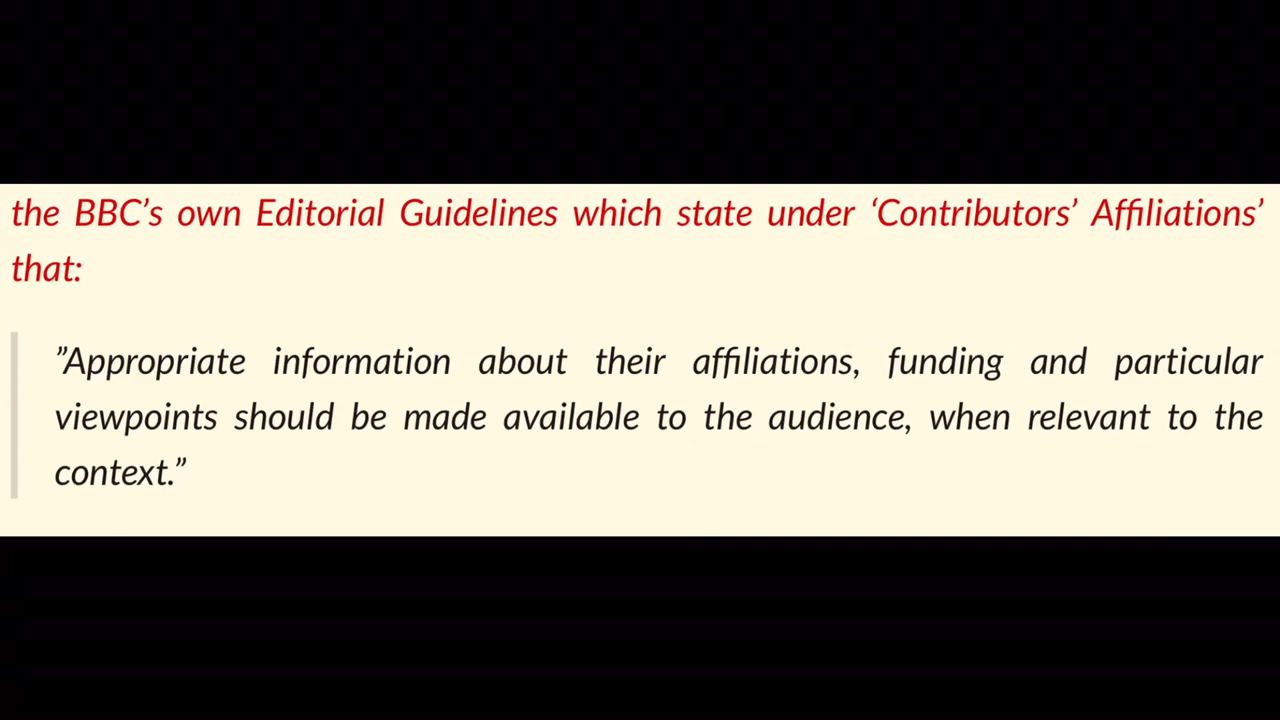 the BBC’s own Editorial Guidelines which state under ‘Contributors’ Affiliations’
that:
”Appropriate information about their affiliations, funding and particular
viewpoints should be made available to the audience, when relevant to the
context.”